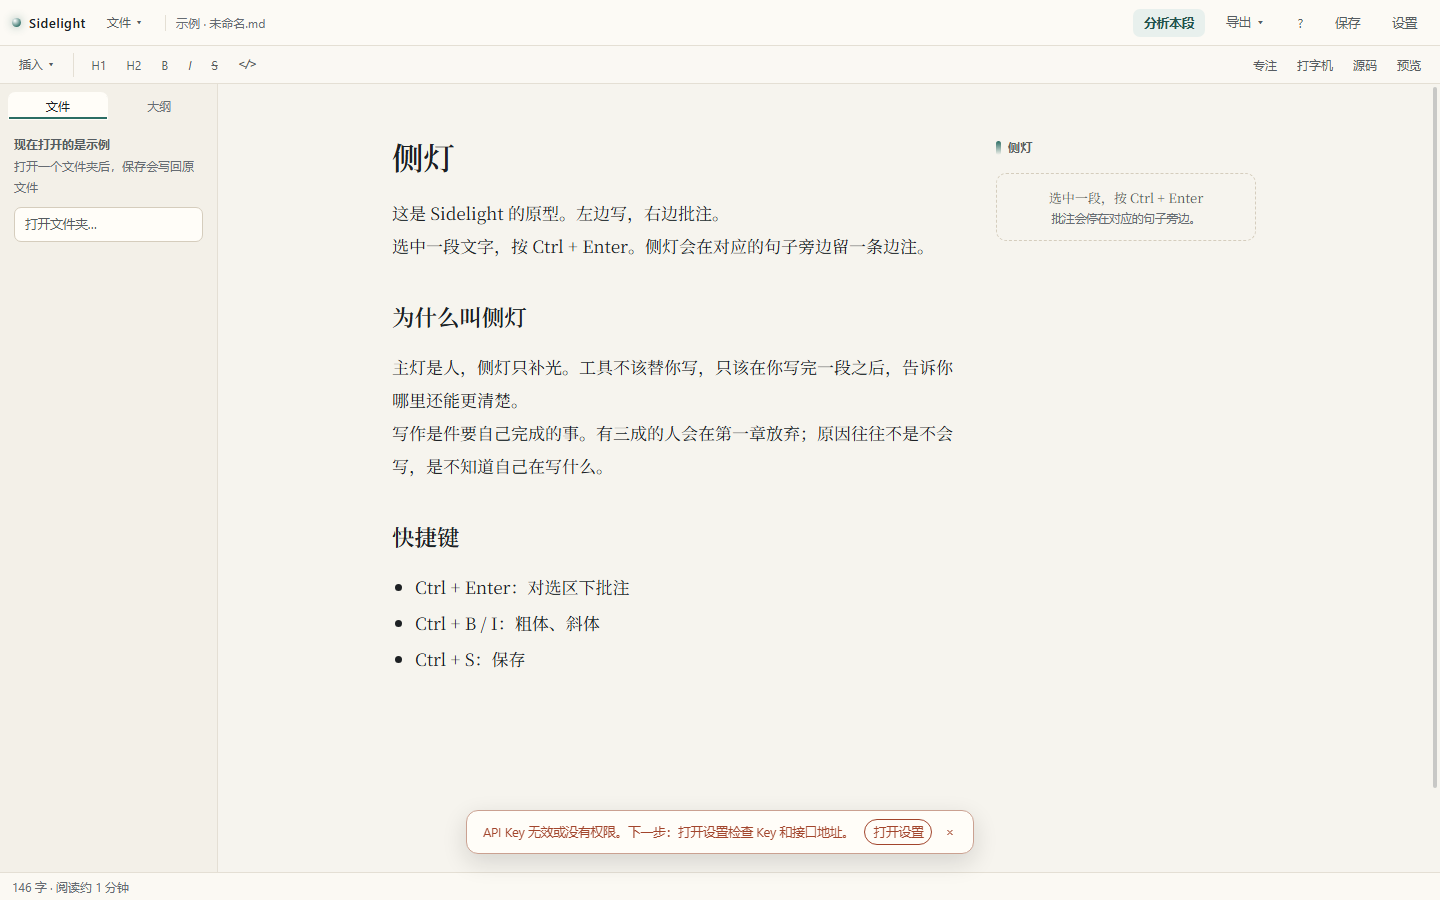 Sidelight 文件 ▾ 示例 · 未命名.md 分析本段 导出 ▾ ? 保存 设置
插入 ▾ H1 H2 B I S </> 专注 打字机 源码 预览
文件 大纲
现在打开的是示例
打开一个文件夹后，保存会写回原
文件
打开文件夹...
侧灯
这是 Sidelight 的原型。左边写，右边批注。
选中一段文字，按 Ctrl + Enter。侧灯会在对应的句子旁边留一条边注。
为什么叫侧灯
主灯是人，侧灯只补光。工具不该替你写，只该在你写完一段之后，告诉你
哪里还能更清楚。
写作是件要自己完成的事。有三成的人会在第一章放弃；原因往往不是不会
写，是不知道自己在写什么。
快捷键
• Ctrl + Enter：对选区下批注
• Ctrl + B / I：粗体、斜体
• Ctrl + S：保存
侧灯
选中一段，按 Ctrl + Enter
批注会停在对应的句子旁边。
API Key 无效或没有权限。下一步：打开设置检查 Key 和接口地址。 打开设置 ×
146 字 · 阅读约 1 分钟